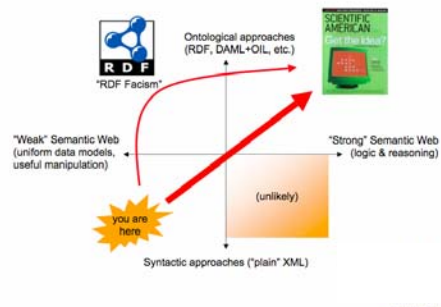 SCIENTIFIC
AMERICAN
Get the Idea?
Ontological approaches
(RDF, DAML+OIL, etc.)
RDF
"RDF Facism"
"Weak" Semantic Web
(uniform data models,
useful manipulation)
"Strong" Semantic Web
(logic & reasoning)
(unlikely)
you are
here
Syntactic approaches ("plain" XML)